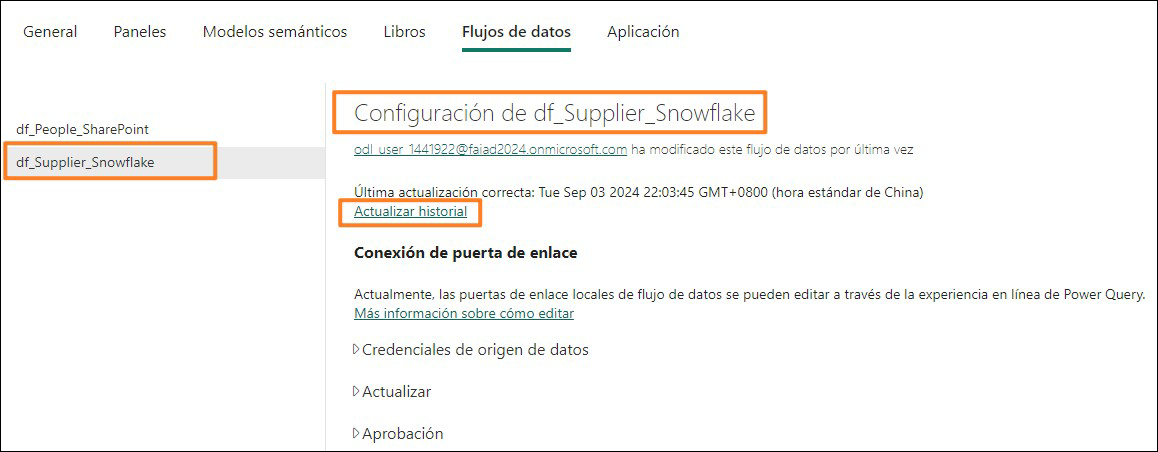 General Paneles Modelos semánticos Libros Flujos de datos Aplicación
df_People_SharePoint
df_Supplier_Snowflake
Configuración de df_Supplier_Snowflake
odl_user_1441922@faiad2024.onmicrosoft.com ha modificado este flujo de datos por última vez
Última actualización correcta: Tue Sep 03 2024 22:03:45 GMT+0800 (hora estándar de China)
Actualizar historial
Conexión de puerta de enlace
Actualmente, las puertas de enlace locales de flujo de datos se pueden editar a través de la experiencia en línea de Power Query.
Más información sobre cómo editar
Credenciales de origen de datos
Actualizar
Aprobación